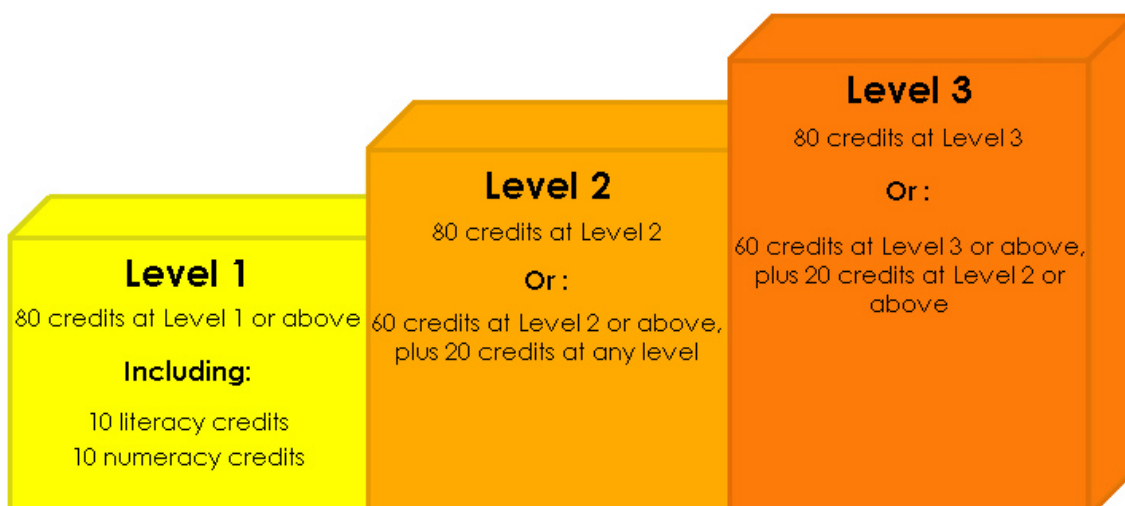 Level 1
80 credits at Level 1 or above
Including:
10 literacy credits
10 numeracy credits
Level 2
80 credits at Level 2
Or :
60 credits at Level 2 or above,
plus 20 credits at any level
Level 3
80 credits at Level 3
Or :
60 credits at Level 3 or above,
plus 20 credits at Level 2 or
above